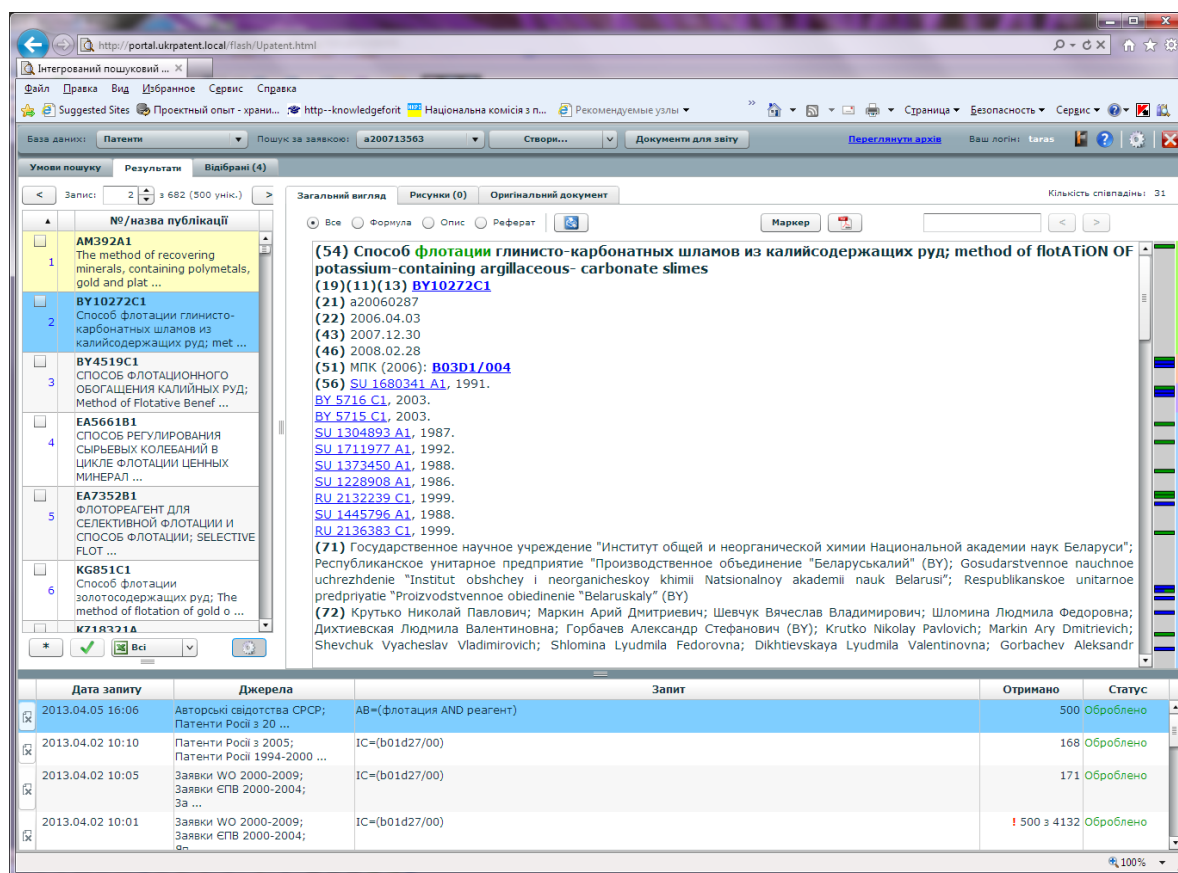 http://portal.ukrpatent.local/flash/Upatent.html
Інтегрований пошуковий ...
Файл Правка Вид Избранное Сервис Справка
Suggested Sites Проектный опыт - храни... http--knowledgeforit Національна комісія з п... Рекомендуемые узлы Страница Безопасность Сервис
База даних: Патенти Пошук за заявкою: a200713563 Створи... Документи для звіту Переглянути архів Ваш логін: taras
Умови пошуку Результати Відібрані (4)
< Запис: 2 з 682 (500 унік.) > Загальний вигляд Рисунки (0) Оригінальний документ Кількість співпадінь: 31
№/назва публікації
Все Формула Опис Реферат Маркер < >
1
AM392A1
The method of recovering
minerals, containing polymetals,
gold and plat ...
2
BY10272C1
Способ флотации глинисто-
карбонатных шламов из
калийсодержащих руд; met ...
3
BY4519C1
СПОСОБ ФЛОТАЦИОННОГО
ОБОГАЩЕНИЯ КАЛИЙНЫХ РУД;
Method of Flotative Benef ...
4
EA5661B1
СПОСОБ РЕГУЛИРОВАНИЯ
СЫРЬЕВЫХ КОЛЕБАНИЙ В
ЦИКЛЕ ФЛОТАЦИИ ЦЕННЫХ
МИНЕРАЛ ...
5
EA7352B1
ФЛОТОРЕАГЕНТ ДЛЯ
СЕЛЕКТИВНОЙ ФЛОТАЦИИ И
СПОСОБ ФЛОТАЦИИ; SELECTIVE
FLOT ...
6
KG851C1
Способ флотации
золотосодержащих руд; The
method of flotation of gold o ...
KZ18321A
* Всі
(54) Способ флотации глинисто-карбонатных шламов из калийсодержащих руд; method of flotATiON OF
potassium-containing argillaceous- carbonate slimes
(19)(11)(13) BY10272C1
(21) a20060287
(22) 2006.04.03
(43) 2007.12.30
(46) 2008.02.28
(51) МПК (2006): B03D1/004
(56) SU 1680341 A1, 1991.
BY 5716 C1, 2003.
BY 5715 C1, 2003.
SU 1304893 A1, 1987.
SU 1711977 A1, 1992.
SU 1373450 A1, 1988.
SU 1228908 A1, 1986.
RU 2132239 C1, 1999.
SU 1445796 A1, 1988.
RU 2136383 C1, 1999.
(71) Государственное научное учреждение "Институт общей и неорганической химии Национальной академии наук Беларуси";
Республиканское унитарное предприятие "Производственное объединение "Беларуськалий" (BY); Gosudarstvennoe nauchnoe
uchrezhdenie "Institut obshchey i neorganicheskoy khimii Natsionalnoy akademii nauk Belarusi"; Respublikanskoe unitarnoe
predpriyatie "Proizvodstvennoe obiedinenie "Belaruskaly" (BY)
(72) Крутько Николай Павлович; Маркин Арий Дмитриевич; Шевчук Вячеслав Владимирович; Шломина Людмила Федоровна;
Дихтиевская Людмила Валентиновна; Горбачев Александр Стефанович (BY); Krutko Nikolay Pavlovich; Markin Ary Dmitrievich;
Shevchuk Vyacheslav Vladimirovich; Shlomina Lyudmila Fedorovna; Dikhtievskaya Lyudmila Valentinovna; Gorbachev Aleksandr
Дата запиту Джерела Запит Отримано Статус
2013.04.05 16:06 Авторські свідотства СРСР; AB=(флотация AND реагент) 500 Оброблено
Патенти Росії з 20 ...
2013.04.02 10:10 Патенти Росії з 2005; IC=(b01d27/00) 168 Оброблено
Патенти Росії 1994-2000 ...
2013.04.02 10:05 Заявки WO 2000-2009; IC=(b01d27/00) 171 Оброблено
Заявки ЄПВ 2000-2004;
За ...
2013.04.02 10:01 Заявки WO 2000-2009; IC=(b01d27/00) ! 500 з 4132 Оброблено
Заявки ЄПВ 2000-2004;
100%